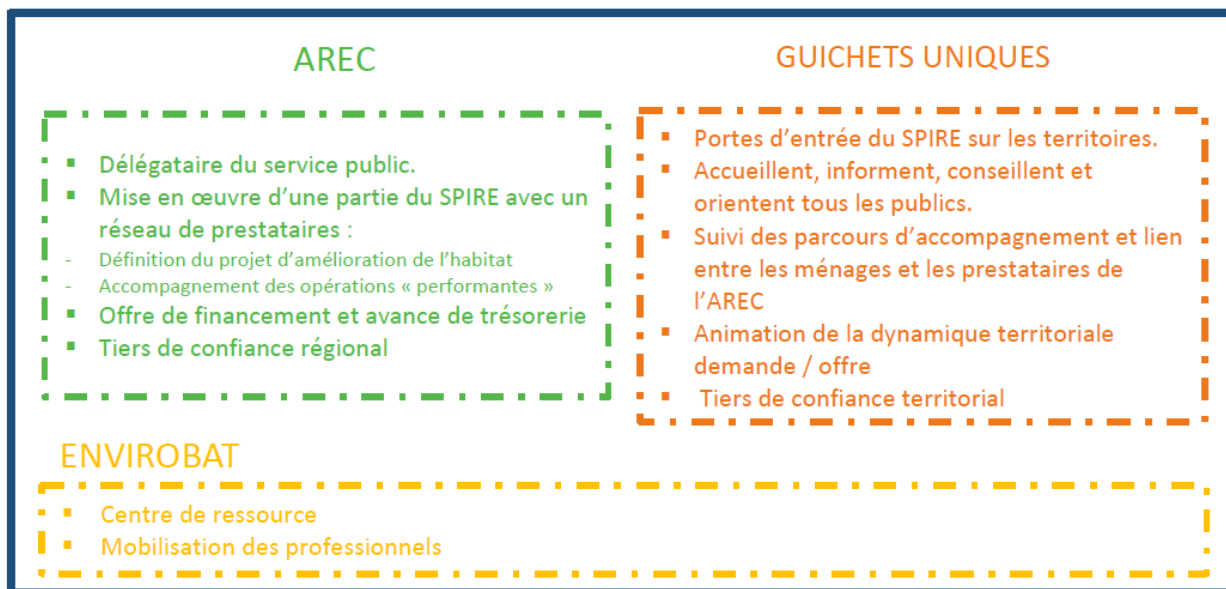 AREC
▪ Délégataire du service public.
▪ Mise en œuvre d’une partie du SPIRE avec un
réseau de prestataires :
- Définition du projet d’amélioration de l’habitat
- Accompagnement des opérations « performantes »
▪ Offre de financement et avance de trésorerie
▪ Tiers de confiance régional
GUICHETS UNIQUES
▪ Portes d’entrée du SPIRE sur les territoires.
▪ Accueillent, informent, conseillent et
orientent tous les publics.
▪ Suivi des parcours d’accompagnement et lien
entre les ménages et les prestataires de
l’AREC
▪ Animation de la dynamique territoriale
demande / offre
▪ Tiers de confiance territorial
ENVIROBAT
▪ Centre de ressource
▪ Mobilisation des professionnels